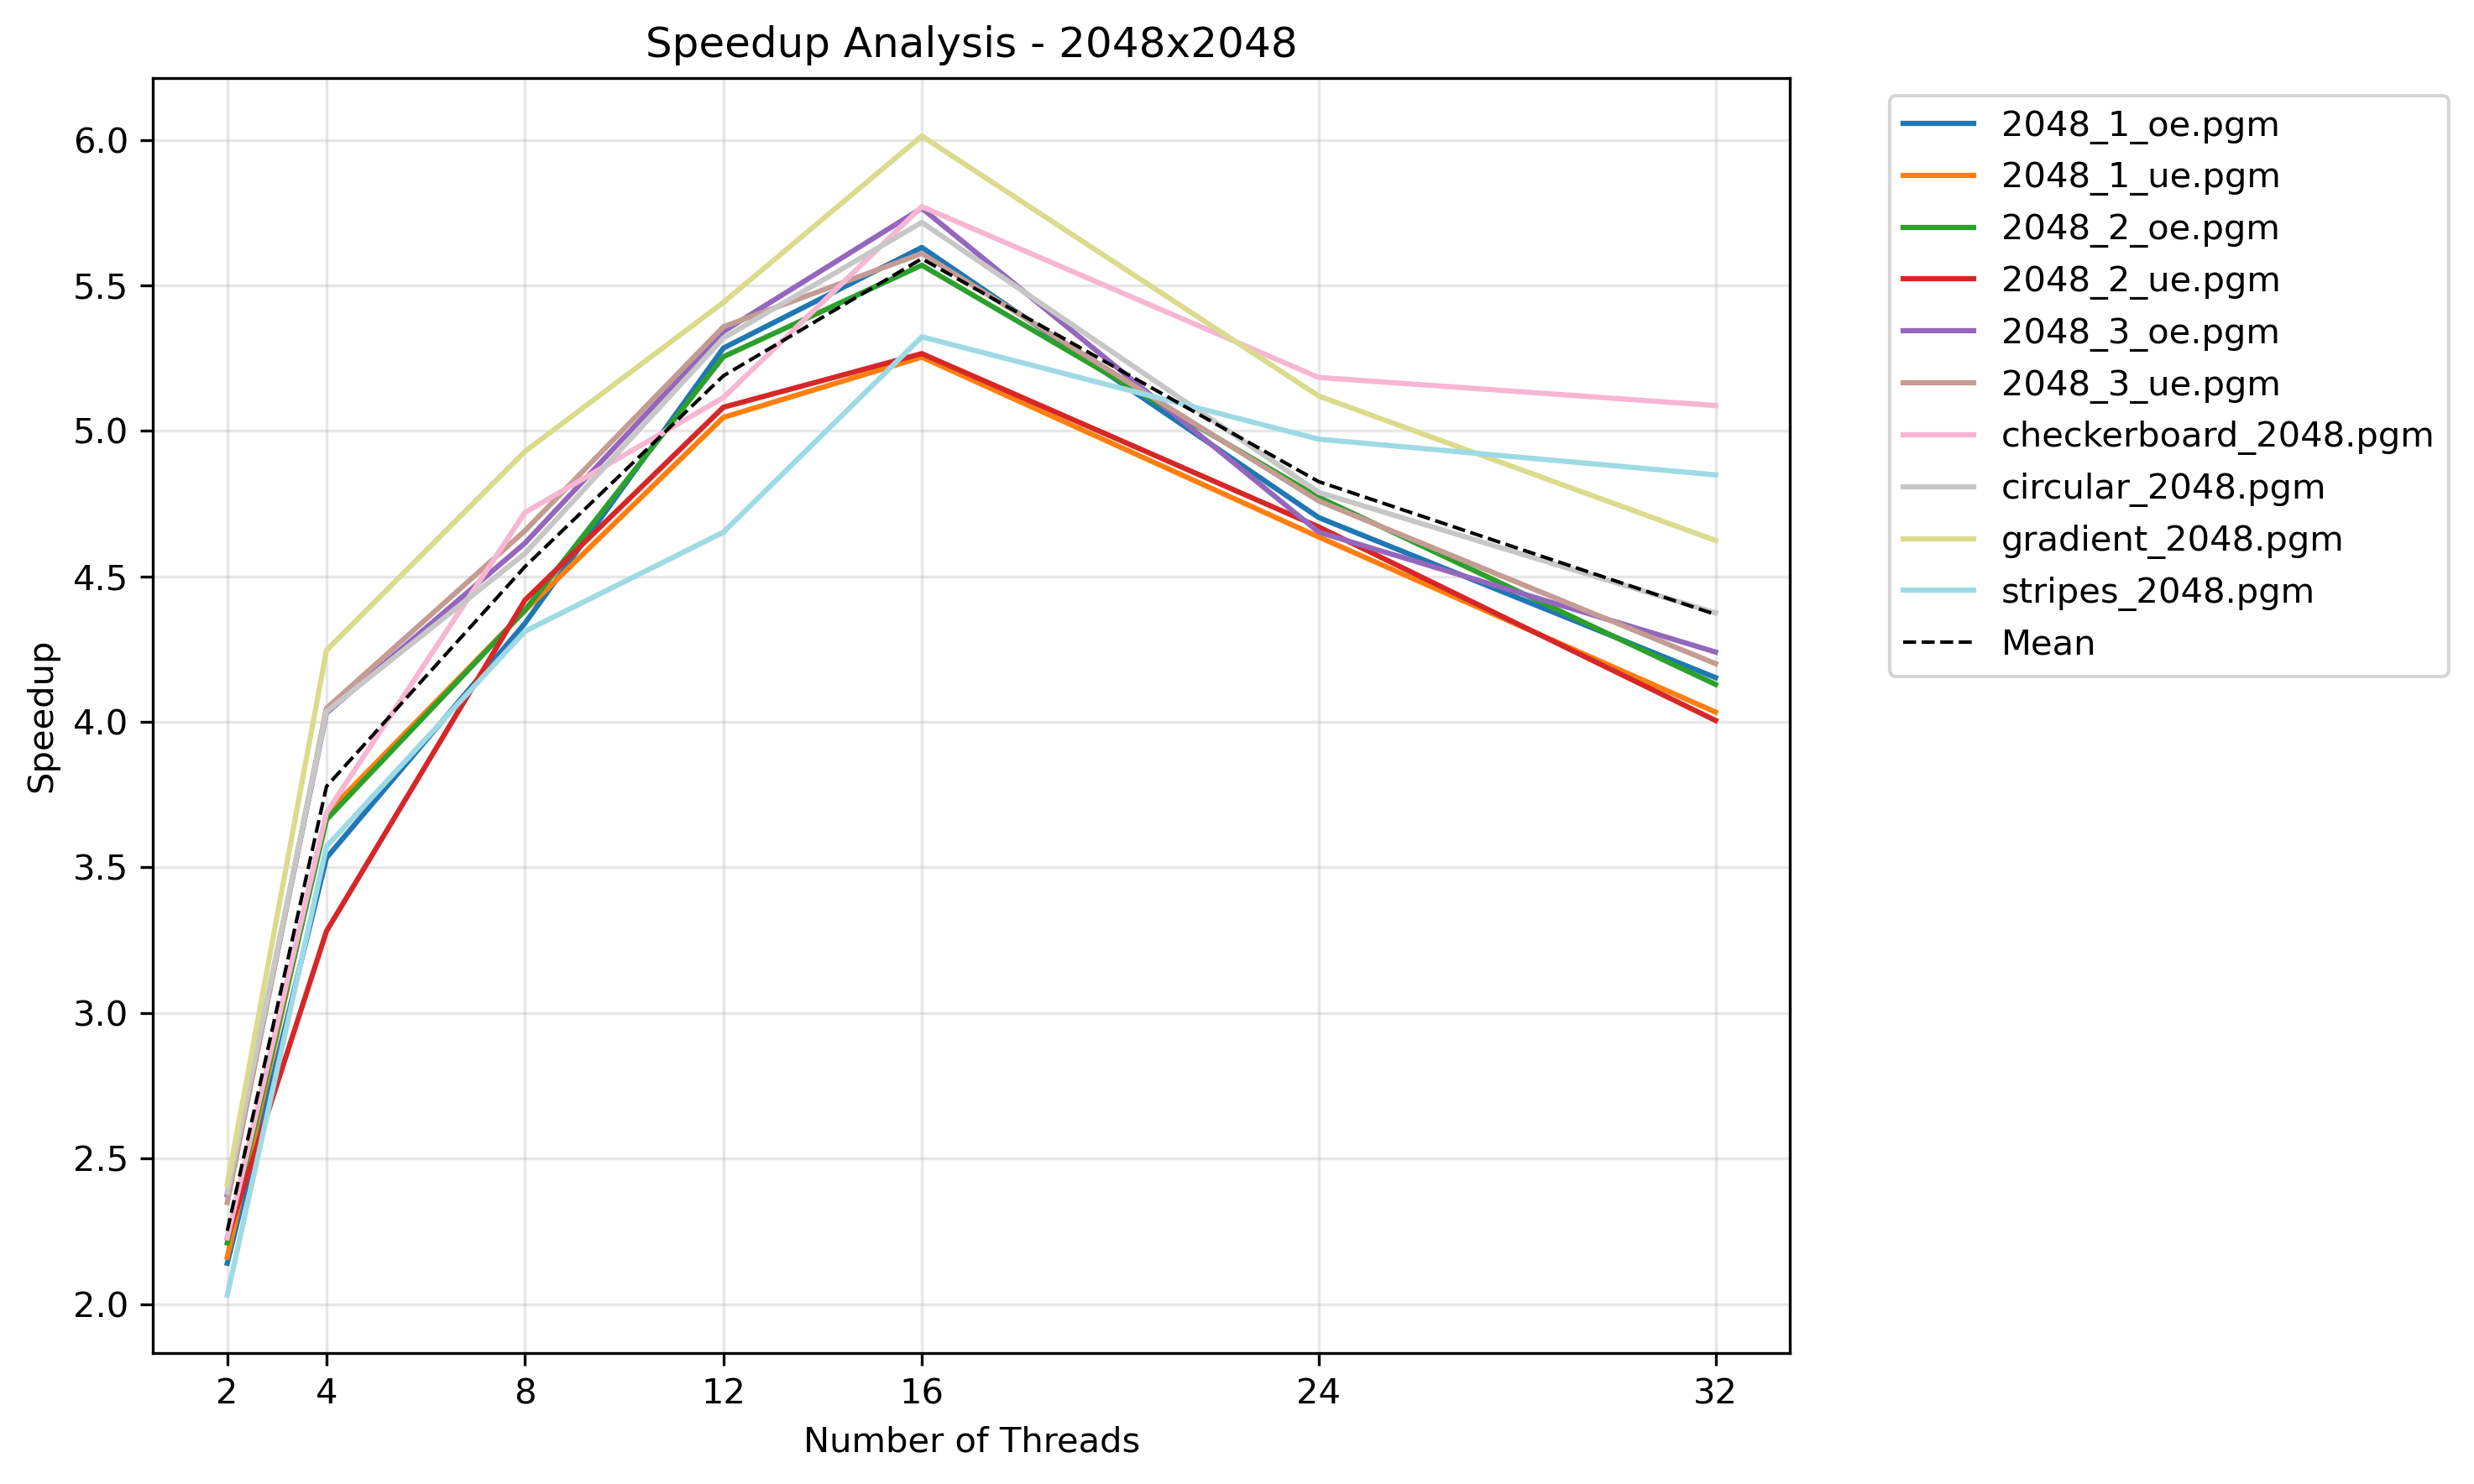 Speedup Analysis - 2048x2048
6.0
5.5
5.0
4.5
4.0
3.5
3.0
2.5
2.0
Speedup
2 4 8 12 16 24 32
Number of Threads
2048_1_oe.pgm
2048_1_ue.pgm
2048_2_oe.pgm
2048_2_ue.pgm
2048_3_oe.pgm
2048_3_ue.pgm
checkerboard_2048.pgm
circular_2048.pgm
gradient_2048.pgm
stripes_2048.pgm
Mean